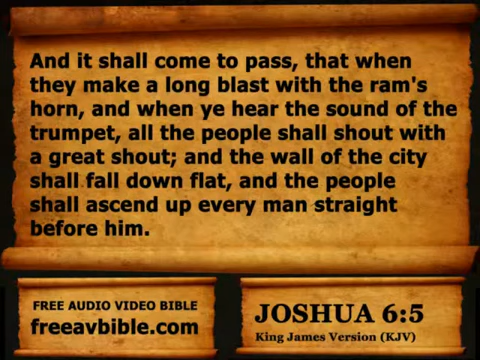 And it shall come to pass, that when
they make a long blast with the ram's
horn, and when ye hear the sound of the
trumpet, all the people shall shout with
a great shout; and the wall of the city
shall fall down flat, and the people
shall ascend up every man straight
before him.
FREE AUDIO VIDEO BIBLE
freeavbible.com
JOSHUA 6:5
King James Version (KJV)